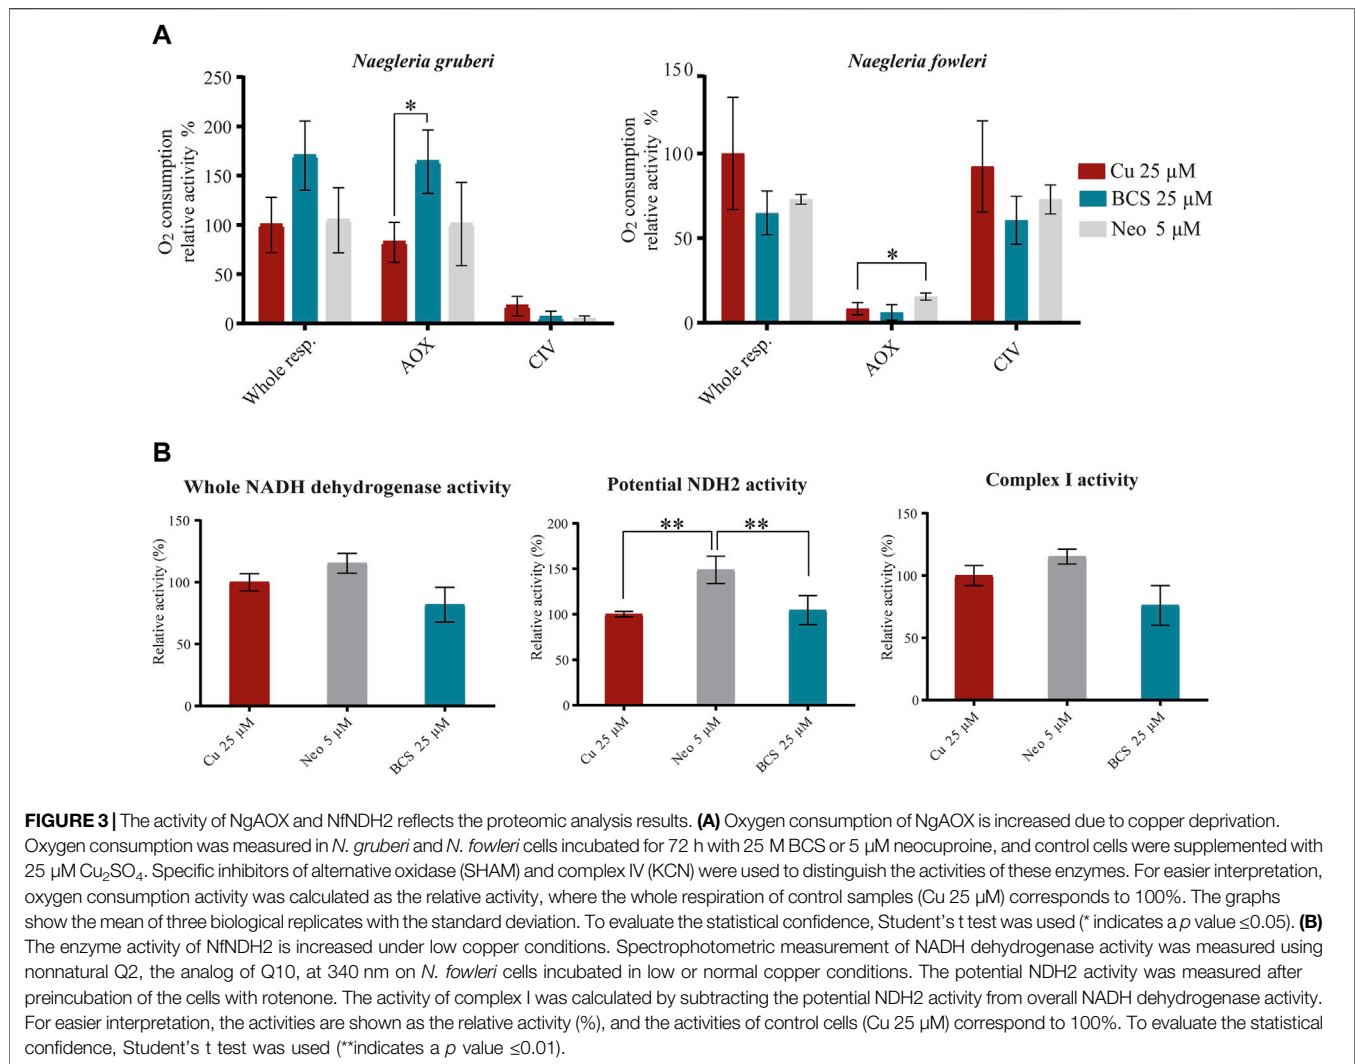 A
Naegleria gruberi
O2 consumption
relative activity %
250
200
150
100
50
0
*
Whole resp.
AOX
CIV
Naegleria fowleri
O2 consumption
relative activity %
150
100
50
0
*
Whole resp.
AOX
CIV
Cu 25 µM
BCS 25 µM
Neo 5 µM
B
Whole NADH dehydrogenase activity
Relative activity (%)
150
100
50
0
Cu 25 µM
Neo 5 µM
BCS 25 µM
Potential NDH2 activity
Relative activity (%)
200
150
100
50
0
**
**
Cu 25 µM
Neo 5 µM
BCS 25 µM
Complex I activity
Relative activity (%)
150
100
50
0
Cu 25 µM
Neo 5 µM
BCS 25 µM
FIGURE 3 | The activity of NgAOX and NfNDH2 reflects the proteomic analysis results. (A) Oxygen consumption of NgAOX is increased due to copper deprivation.
Oxygen consumption was measured in N. gruberi and N. fowleri cells incubated for 72 h with 25 M BCS or 5 µM neocuproine, and control cells were supplemented with
25 µM Cu2SO4. Specific inhibitors of alternative oxidase (SHAM) and complex IV (KCN) were used to distinguish the activities of these enzymes. For easier interpretation,
oxygen consumption activity was calculated as the relative activity, where the whole respiration of control samples (Cu 25 µM) corresponds to 100%. The graphs
show the mean of three biological replicates with the standard deviation. To evaluate the statistical confidence, Student's t test was used (* indicates a p value ≤0.05). (B)
The enzyme activity of NfNDH2 is increased under low copper conditions. Spectrophotometric measurement of NADH dehydrogenase activity was measured using
nonnatural Q2, the analog of Q10, at 340 nm on N. fowleri cells incubated in low or normal copper conditions. The potential NDH2 activity was measured after
preincubation of the cells with rotenone. The activity of complex I was calculated by subtracting the potential NDH2 activity from overall NADH dehydrogenase activity.
For easier interpretation, the activities are shown as the relative activity (%), and the activities of control cells (Cu 25 µM) correspond to 100%. To evaluate the statistical
confidence, Student's t test was used (**indicates a p value ≤0.01).